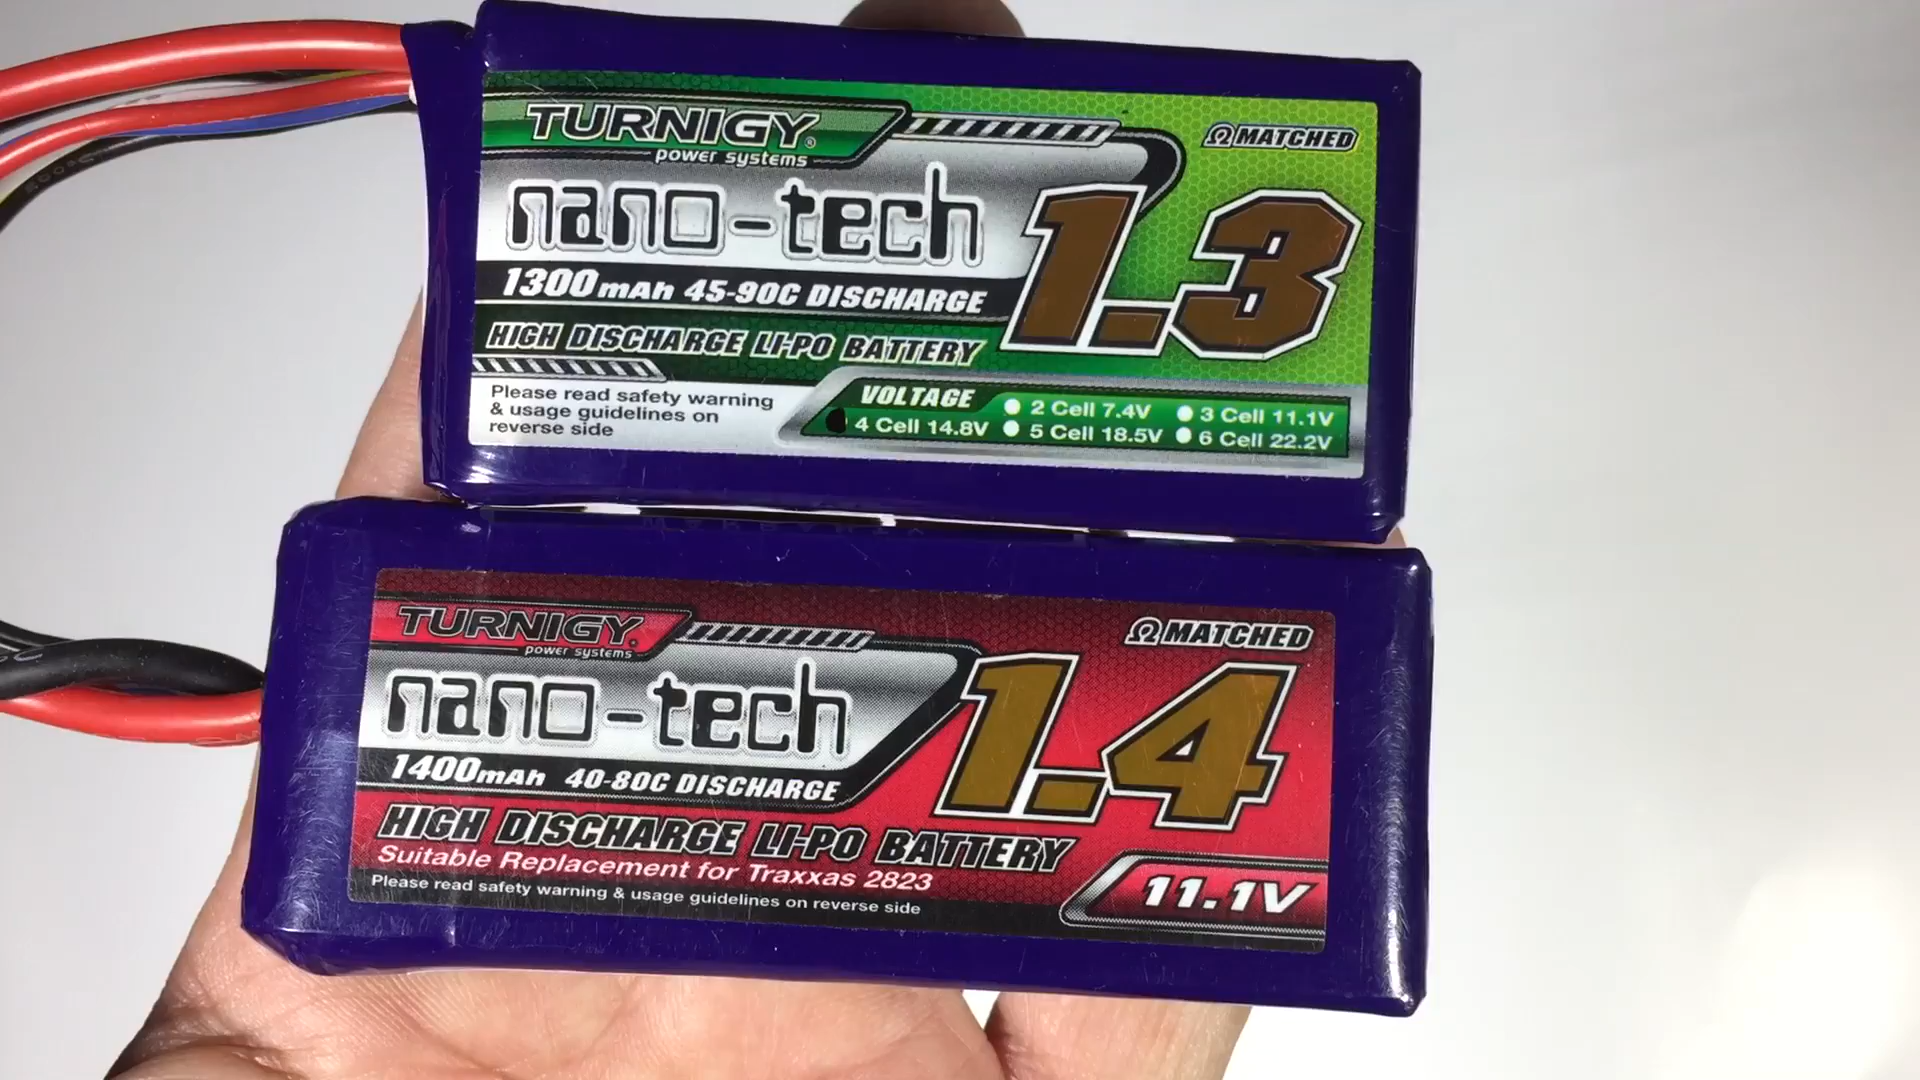 TURNIGY®
power systems
Ω MATCHED
nano-tech
1.3
1300mAh 45-90C DISCHARGE
HIGH DISCHARGE LI-PO BATTERY
Please read safety warning
& usage guidelines on
reverse side
VOLTAGE
2 Cell 7.4V
3 Cell 11.1V
4 Cell 14.8V
5 Cell 18.5V
6 Cell 22.2V
TURNIGY®
power systems
Ω MATCHED
nano-tech
1.4
1400mAh 40-80C DISCHARGE
HIGH DISCHARGE LI-PO BATTERY
Suitable Replacement for Traxxas 2823
Please read safety warning & usage guidelines on reverse side
11.1V